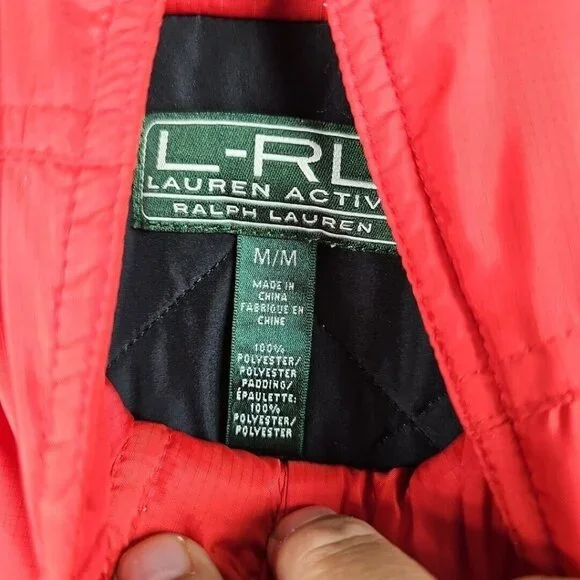 L-RL
LAUREN ACTIV
RALPH LAUREN
M/M
MADE IN
CHINA
FABRIQUE EN
CHINE
100%
POLYESTER/
POLYESTER
PADDING/
ÉPAULETTE:
100%
POLYESTER/
POLYESTER